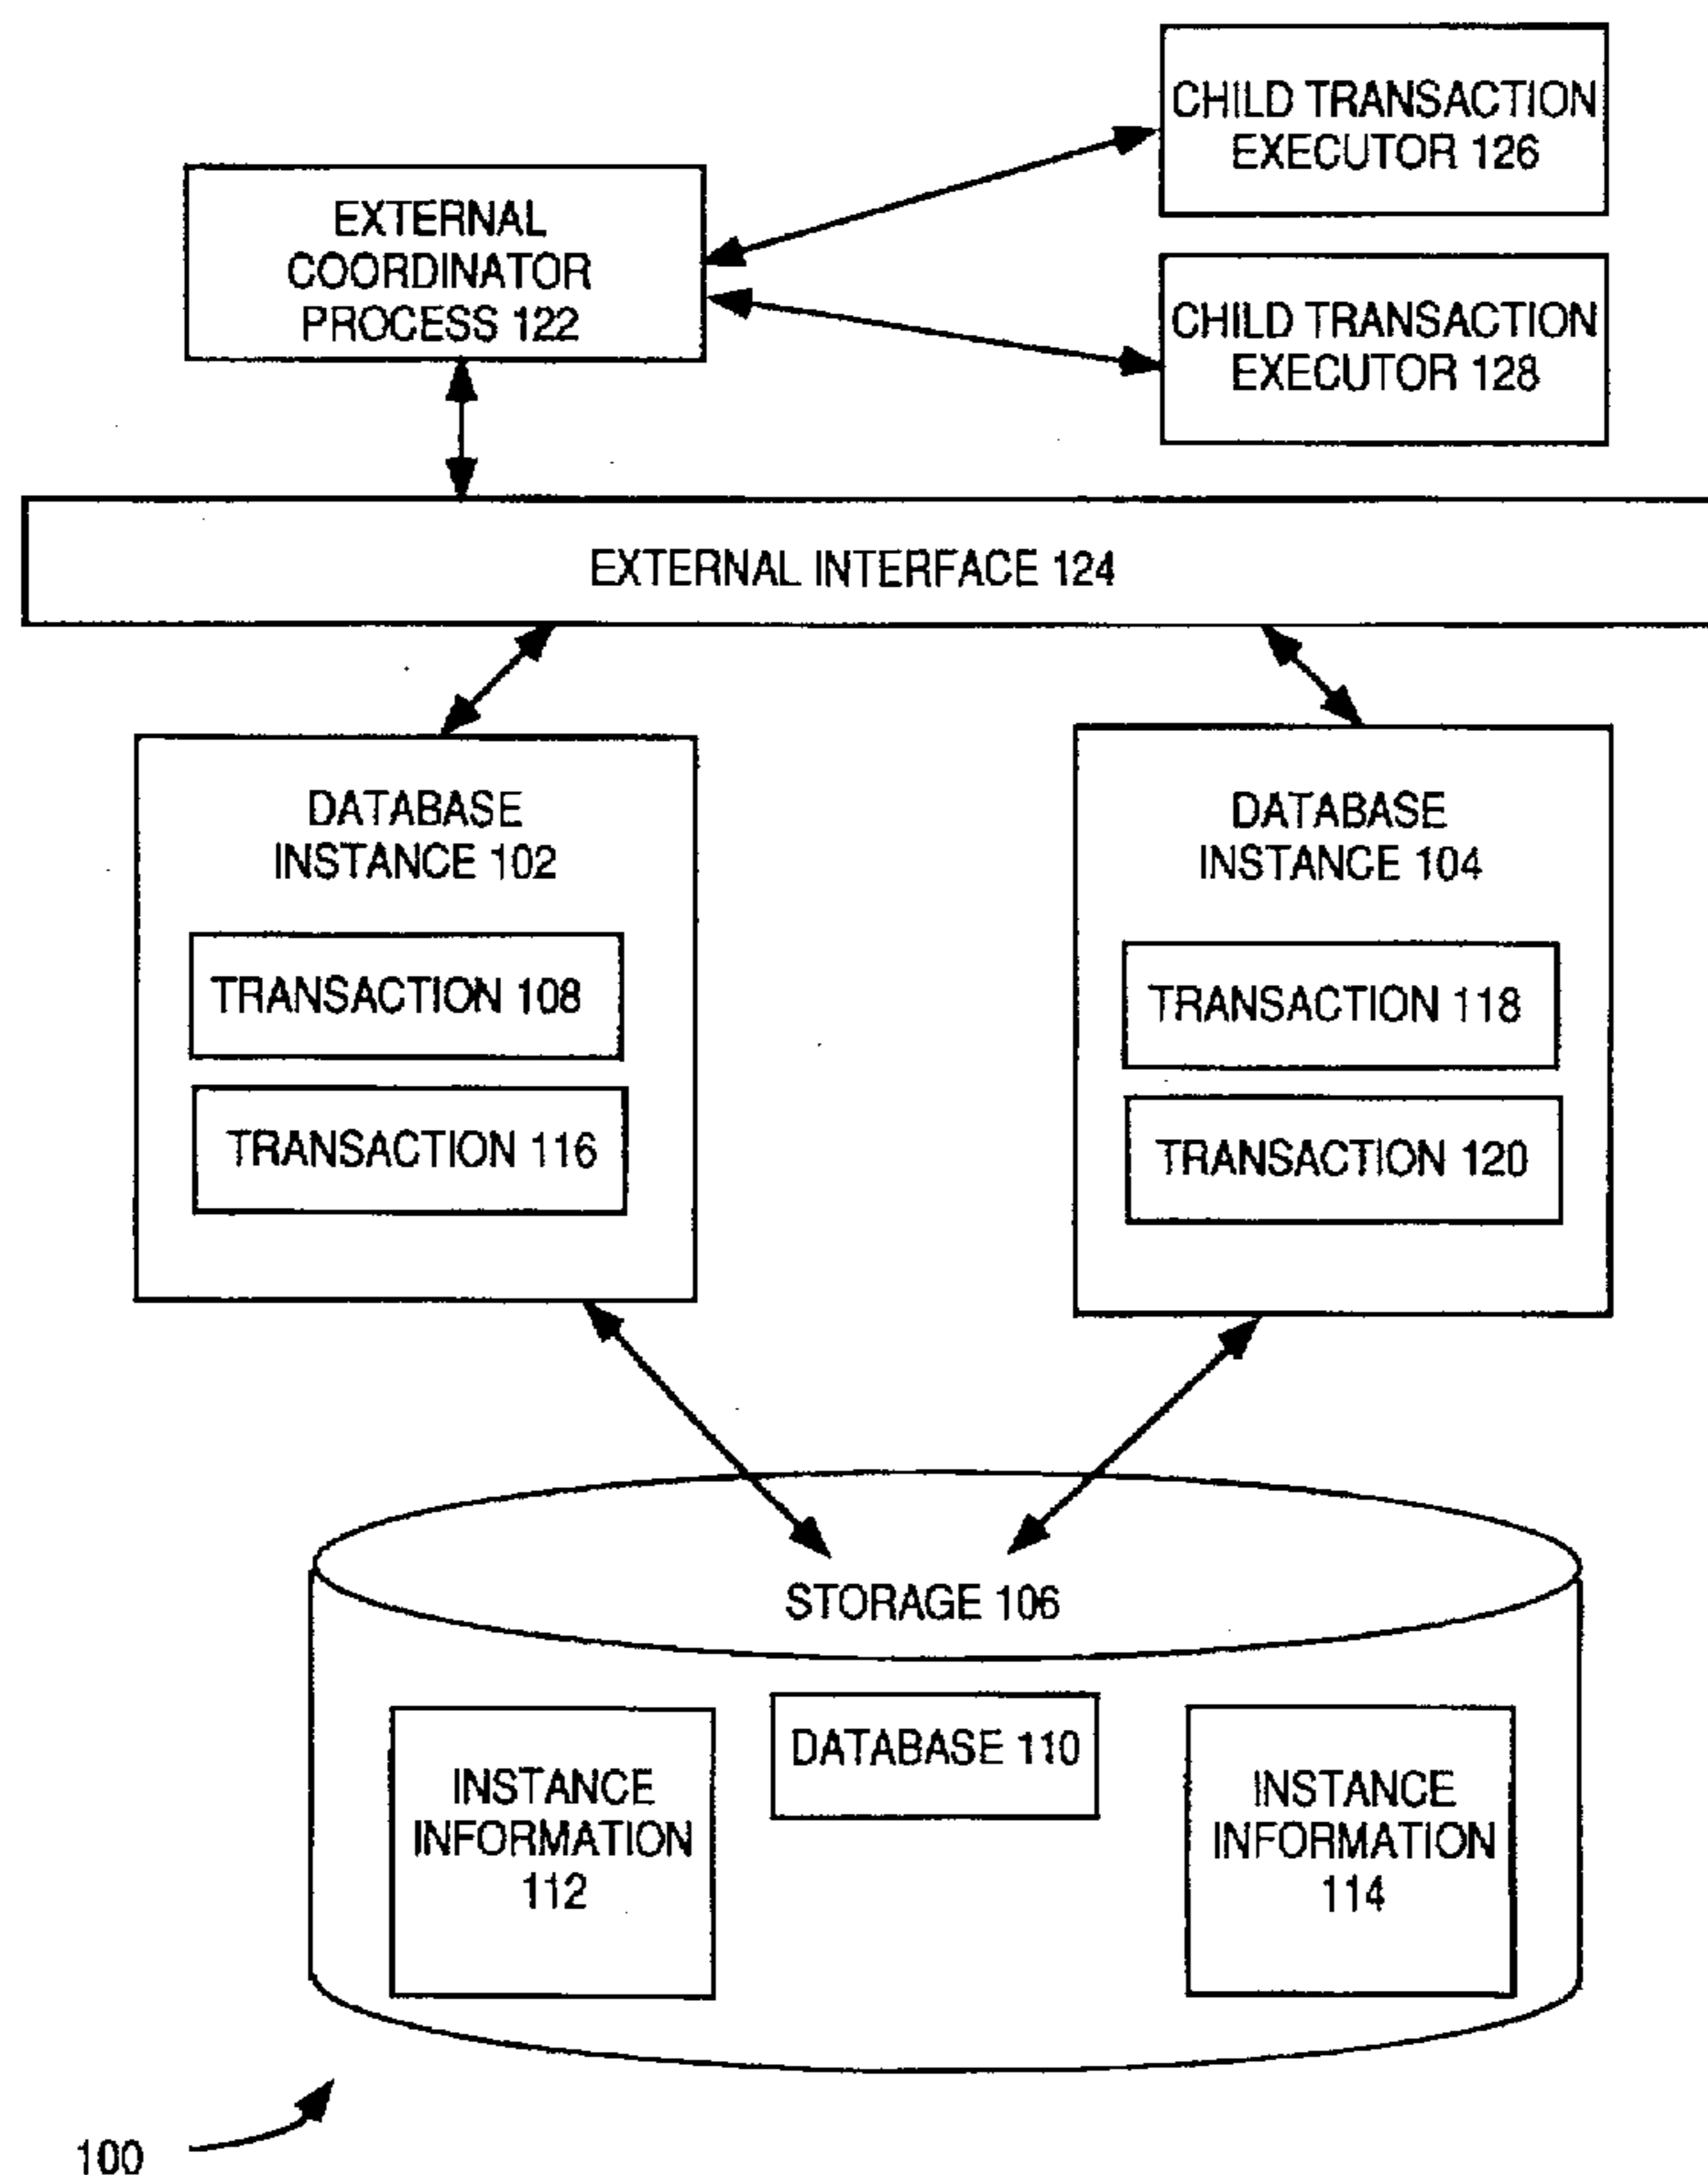 CHILD TRANSACTION
EXECUTOR 126
EXTERNAL
COORDINATOR
PROCESS 122
CHILD TRANSACTION
EXECUTOR 128
EXTERNAL INTERFACE 124
DATABASE
INSTANCE 102
TRANSACTION 108
TRANSACTION 116
DATABASE
INSTANCE 104
TRANSACTION 118
TRANSACTION 120
STORAGE 106
INSTANCE
INFORMATION
112
DATABASE 110
INSTANCE
INFORMATION
114
100